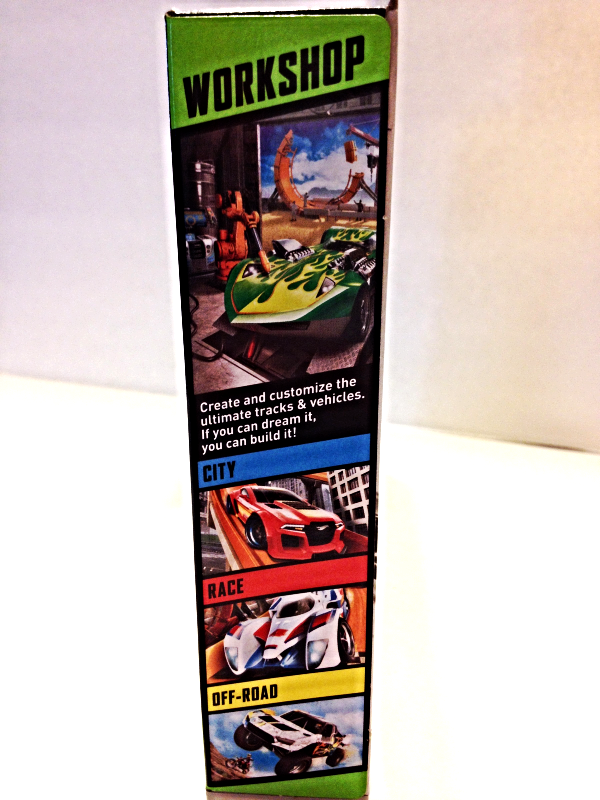 WORKSHOP
Create and customize the
ultimate tracks & vehicles.
If you can dream it,
you can build it!
CITY
RACE
OFF-ROAD